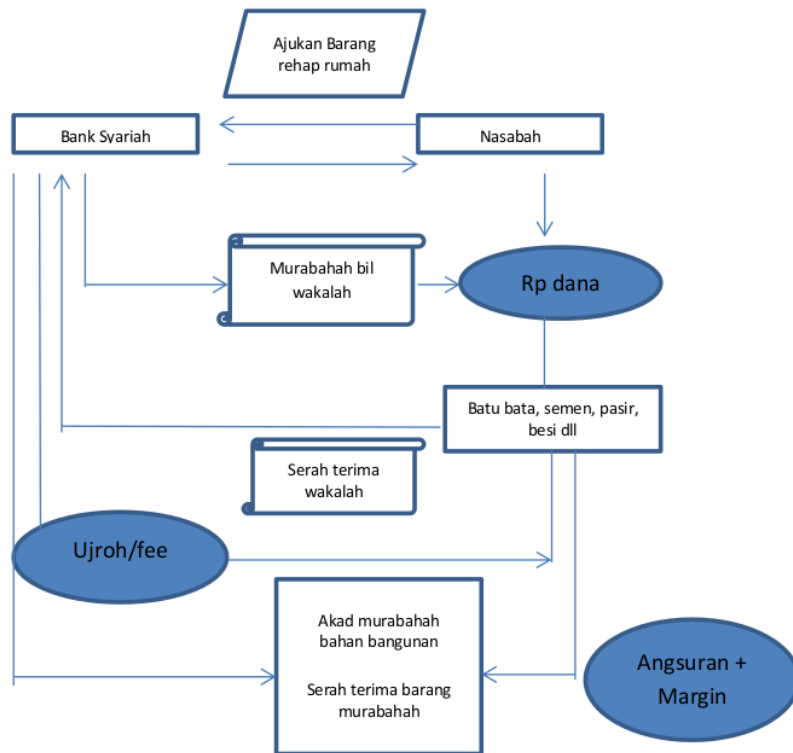 Ajukan Barang
rehap rumah
Bank Syariah
Nasabah
Murabahah bil
wakalah
Rp dana
Batu bata, semen, pasir,
besi dll
Serah terima
wakalah
Ujroh/fee
Akad murabahah
bahan bangunan
Serah terima barang
murabahah
Angsuran +
Margin